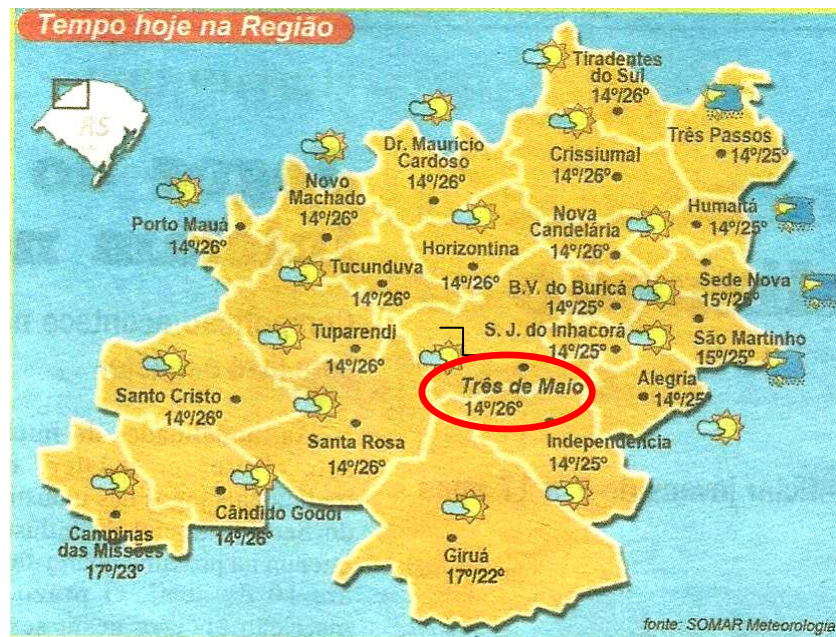 Tempo hoje na Região
RS
Tiradentes
do Sul
14º/26º
Três Passos
14º/25º
Dr. Maurício
Cardoso
14º/26º
Crissiumal
14º/26º
Novo
Machado
14º/26º
Humaitá
14º/25º
Porto Mauá
14º/26º
Nova
Candelária
14º/26º
Horizontina
14º/26º
Tucunduva
14º/26º
Sede Nova
15º/25º
B.V. do Buricá
14º/25º
Tuparendi
14º/26º
S. J. do Inhacorá
14º/25º
São Martinho
15º/25º
Três de Maio
14º/26º
Alegria
14º/25º
Santo Cristo
14º/26º
Santa Rosa
14º/26º
Independência
14º/25º
Cândido Godói
14º/26º
Campinas
das Missões
17º/23º
Giruá
17º/22º
fonte: SOMAR Meteorologia